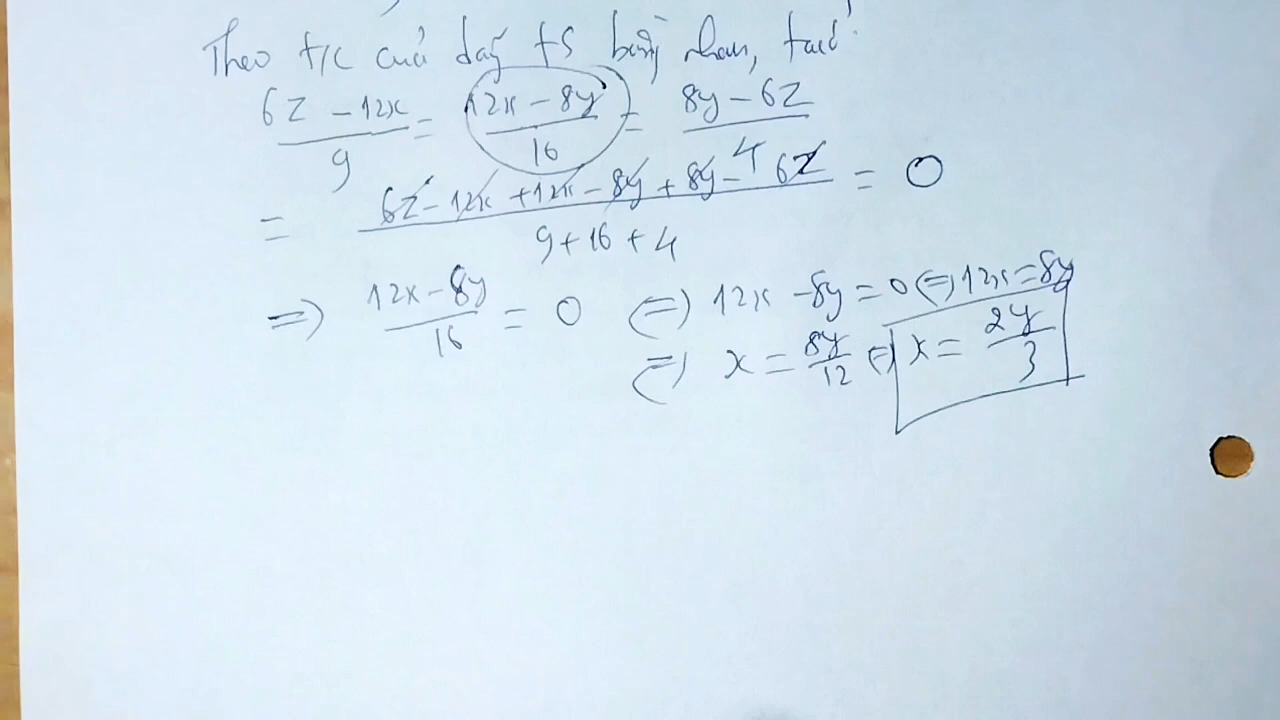 Theo t/c của dãy TS bằng nhau, ta có:
6z - 12x / 9 = 12x - 8y / 16 = 8y - 6z / 4
= 6z - 12x + 12x - 8y + 8y - 6z / 9 + 16 + 4 = 0
=> 12x - 8y / 16 = 0 <=> 12x - 8y = 0 <=> 12x = 8y
<=> x = 8y / 12 <=> x = 2y / 3